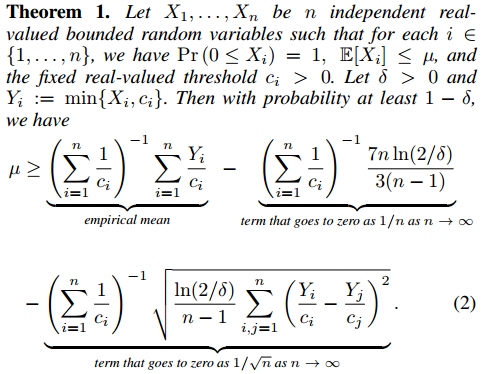 Theorem 1. Let X_1, . . . , X_n be n independent real-
valued bounded random variables such that for each i ∈
{1, . . . , n}, we have Pr (0 ≤ X_i) = 1, 𝔼[X_i] ≤ μ, and
the fixed real-valued threshold c_i > 0. Let δ > 0 and
Y_i := min{X_i, c_i}. Then with probability at least 1 − δ,
we have
μ ≥ (∑_{i=1}^{n} 1/c_i)^{−1} ∑_{i=1}^{n} Y_i/c_i − (∑_{i=1}^{n} 1/c_i)^{−1} 7n ln(2/δ)/3(n − 1)
empirical mean term that goes to zero as 1/n as n → ∞
− (∑_{i=1}^{n} 1/c_i)^{−1} √(ln(2/δ)/(n − 1) ∑_{i,j=1}^{n} (Y_i/c_i − Y_j/c_j)^2) . (2)
term that goes to zero as 1/√n as n → ∞